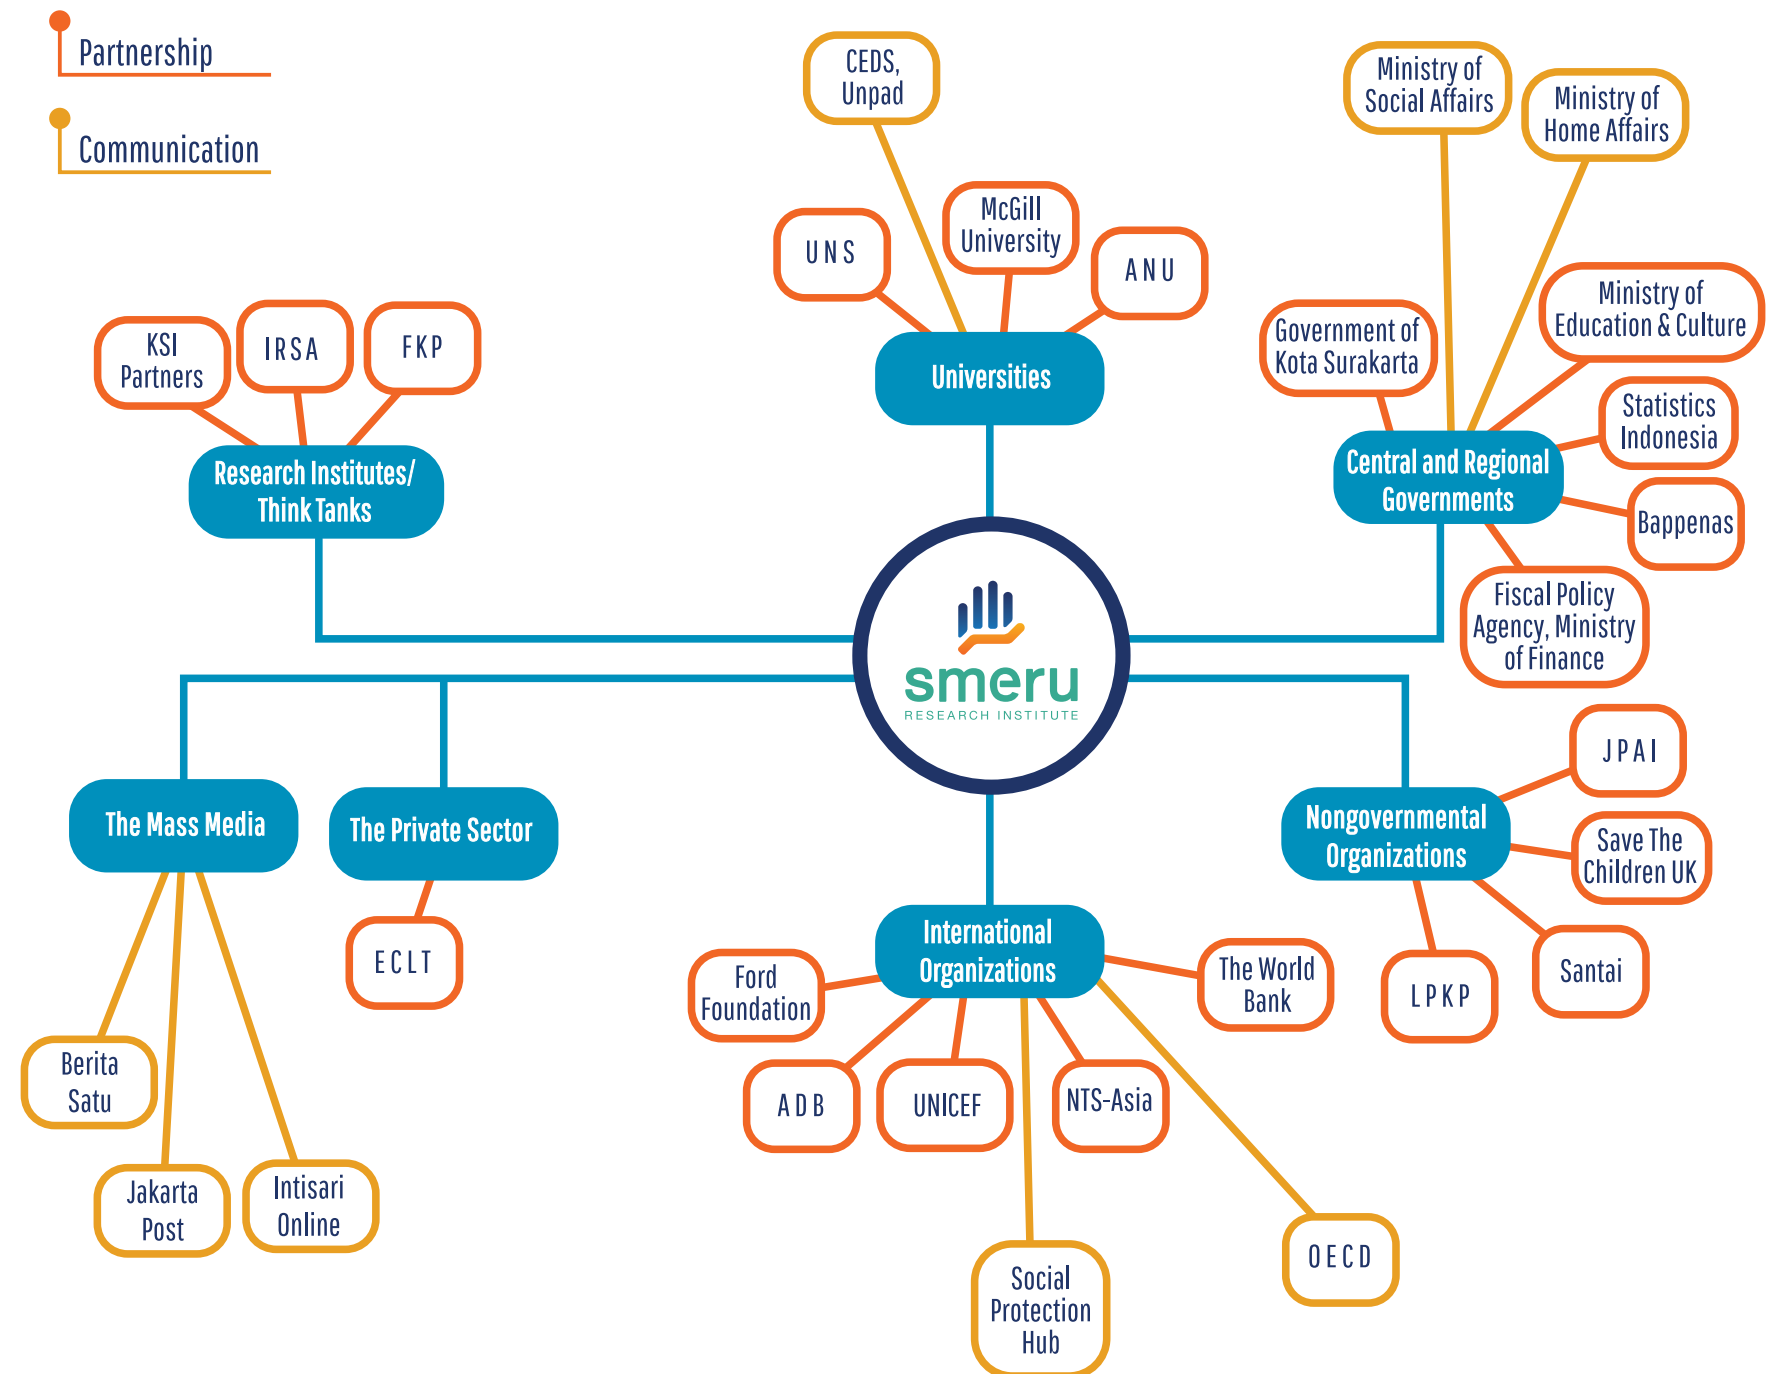 Partnership
Communication
CEDS,
Unpad
UNS
McGill
University
ANU
Universities
Ministry of
Social Affairs
Ministry of
Home Affairs
Government of
Kota Surakarta
Ministry of
Education & Culture
Statistics
Indonesia
Bappenas
Fiscal Policy
Agency, Ministry
of Finance
Central and Regional
Governments
KSI
Partners
IRSA
FKP
Research Institutes/
Think Tanks
smeru
RESEARCH INSTITUTE
The Mass Media
Berita
Satu
Jakarta
Post
Intisari
Online
The Private Sector
ECLT
International
Organizations
Ford
Foundation
ADB
UNICEF
NTS-Asia
The World
Bank
Social
Protection
Hub
OECD
Nongovernmental
Organizations
JPAI
Save The
Children UK
Santai
LPKP